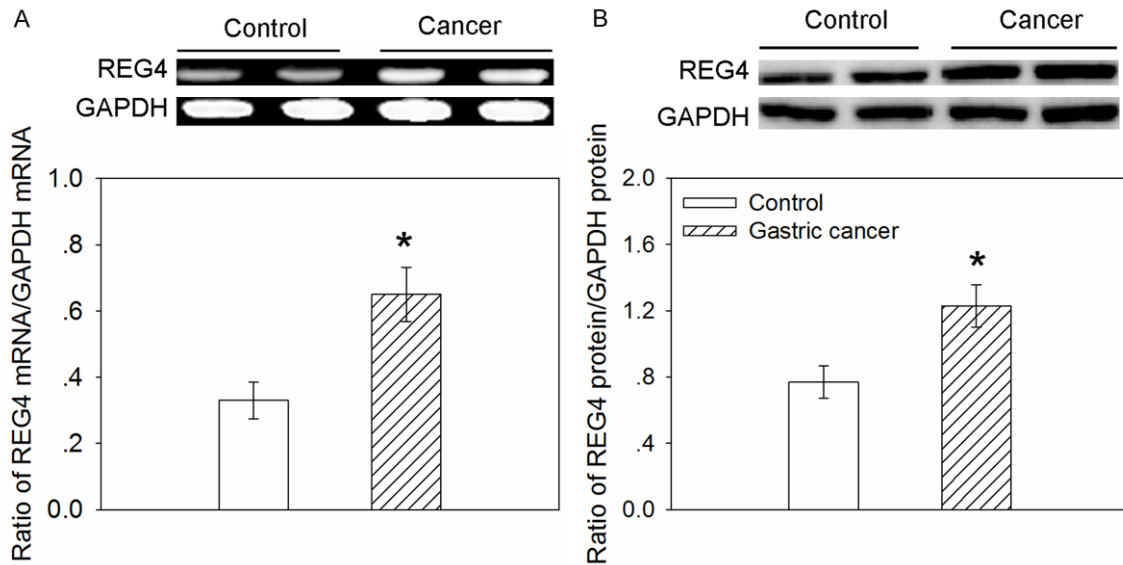 A
Control Cancer
REG4
GAPDH
Ratio of REG4 mRNA/GAPDH mRNA
1.0
.8
.6
.4
.2
0.0
*
B
Control Cancer
REG4
GAPDH
Ratio of REG4 protein/GAPDH protein
2.0
1.6
1.2
.8
.4
0.0
Control
Gastric cancer
*